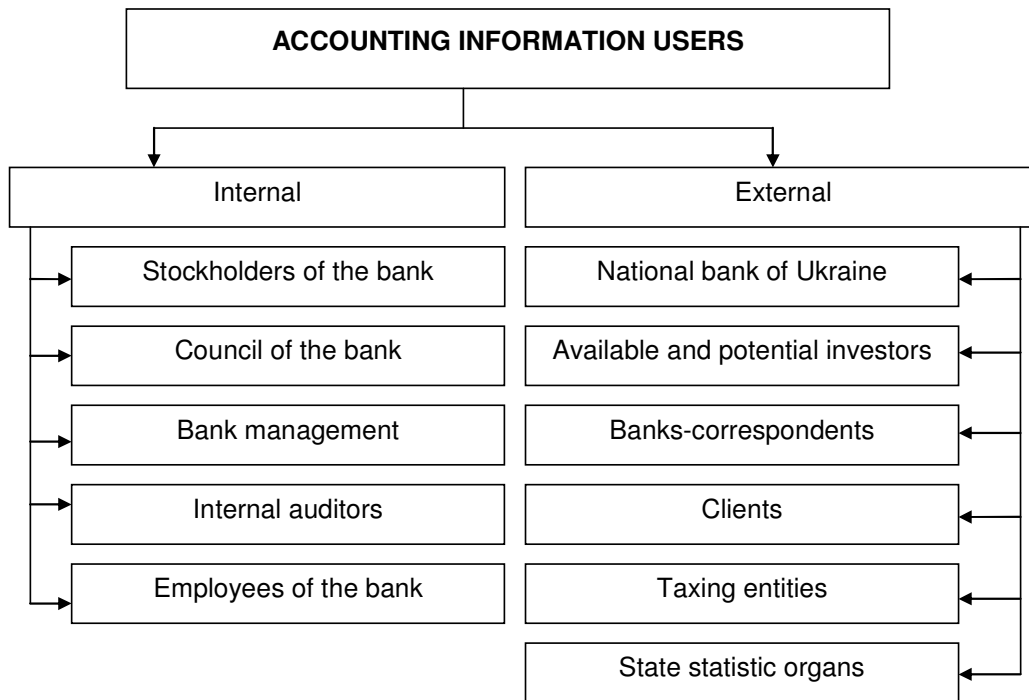 ACCOUNTING INFORMATION USERS
Internal
Stockholders of the bank
Council of the bank
Bank management
Internal auditors
Employees of the bank
External
National bank of Ukraine
Available and potential investors
Banks-correspondents
Clients
Taxing entities
State statistic organs